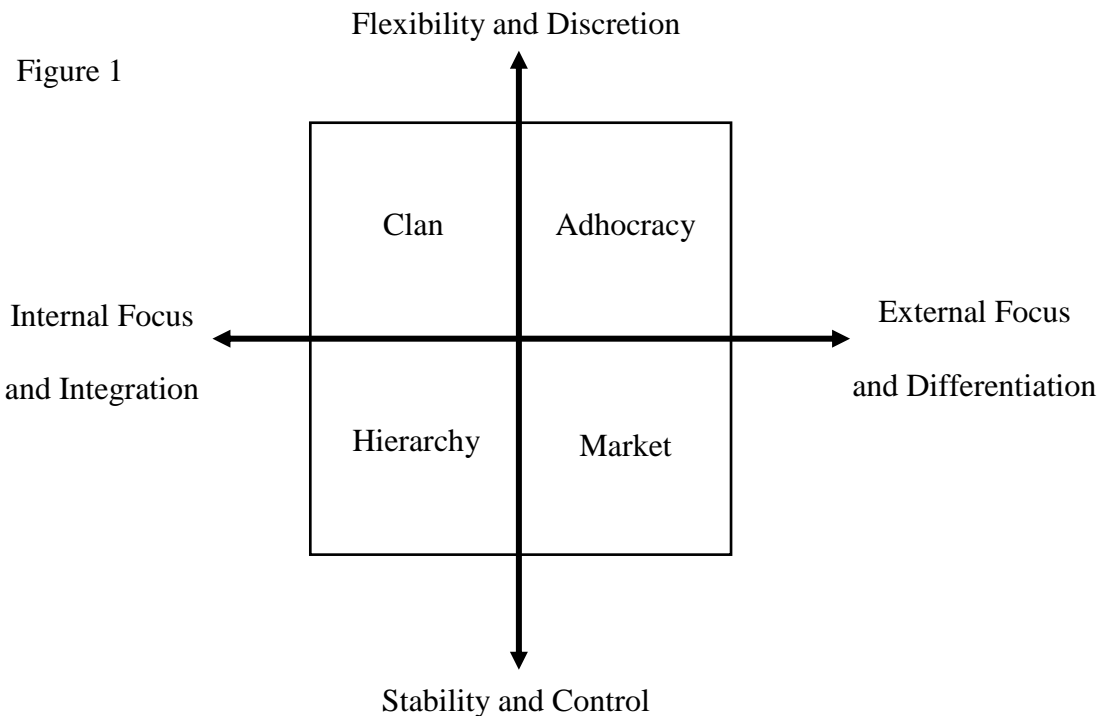 Flexibility and Discretion
Figure 1
Clan
Adhocracy
Internal Focus
and Integration
External Focus
and Differentiation
Hierarchy
Market
Stability and Control